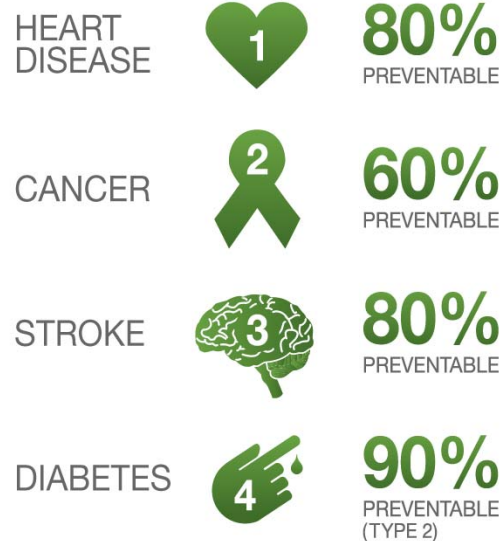 HEART
DISEASE
1
80%
PREVENTABLE
CANCER
2
60%
PREVENTABLE
STROKE
3
80%
PREVENTABLE
DIABETES
4
90%
PREVENTABLE
(TYPE 2)